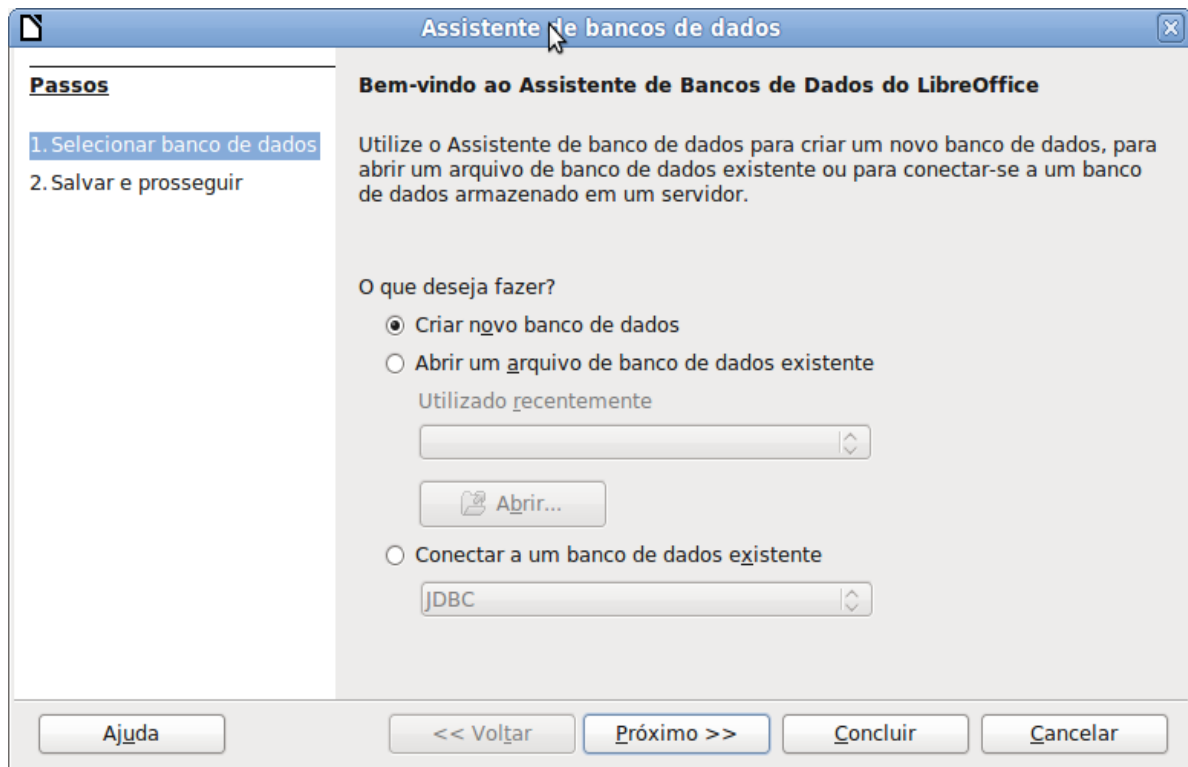 Assistente de bancos de dados
Passos
1. Selecionar banco de dados
2. Salvar e prosseguir
Bem-vindo ao Assistente de Bancos de Dados do LibreOffice
Utilize o Assistente de banco de dados para criar um novo banco de dados, para
abrir um arquivo de banco de dados existente ou para conectar-se a um banco
de dados armazenado em um servidor.
O que deseja fazer?
Criar novo banco de dados
Abrir um arquivo de banco de dados existente
Utilizado recentemente
Abrir...
Conectar a um banco de dados existente
JDBC
Ajuda
<< Voltar
Próximo >>
Concluir
Cancelar